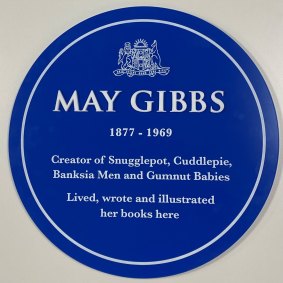 MAY GIBBS
1877 - 1969
Creator of Snugglepot, Cuddlepie,
Banksia Men and Gumnut Babies
Lived, wrote and illustrated
her books here